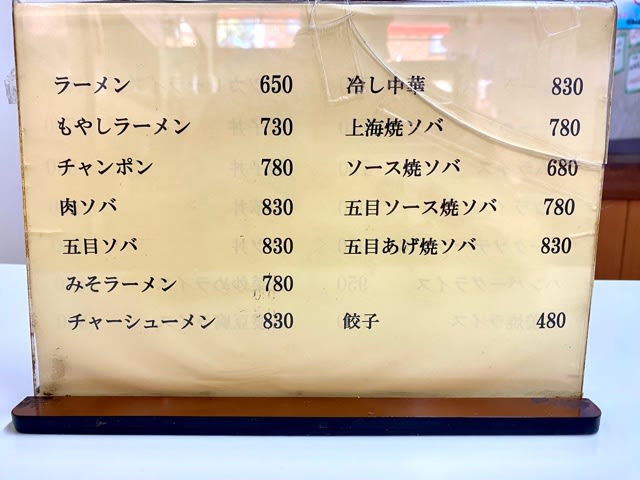 ラーメン 650
もやしラーメン 730
チャンポン 780
肉ソバ 830
五目ソバ 830
みそラーメン 780
チャーシューメン 830
冷し中華 830
上海焼ソバ 780
ソース焼ソバ 680
五目ソース焼ソバ 780
五目あげ焼ソバ 830
餃子 480